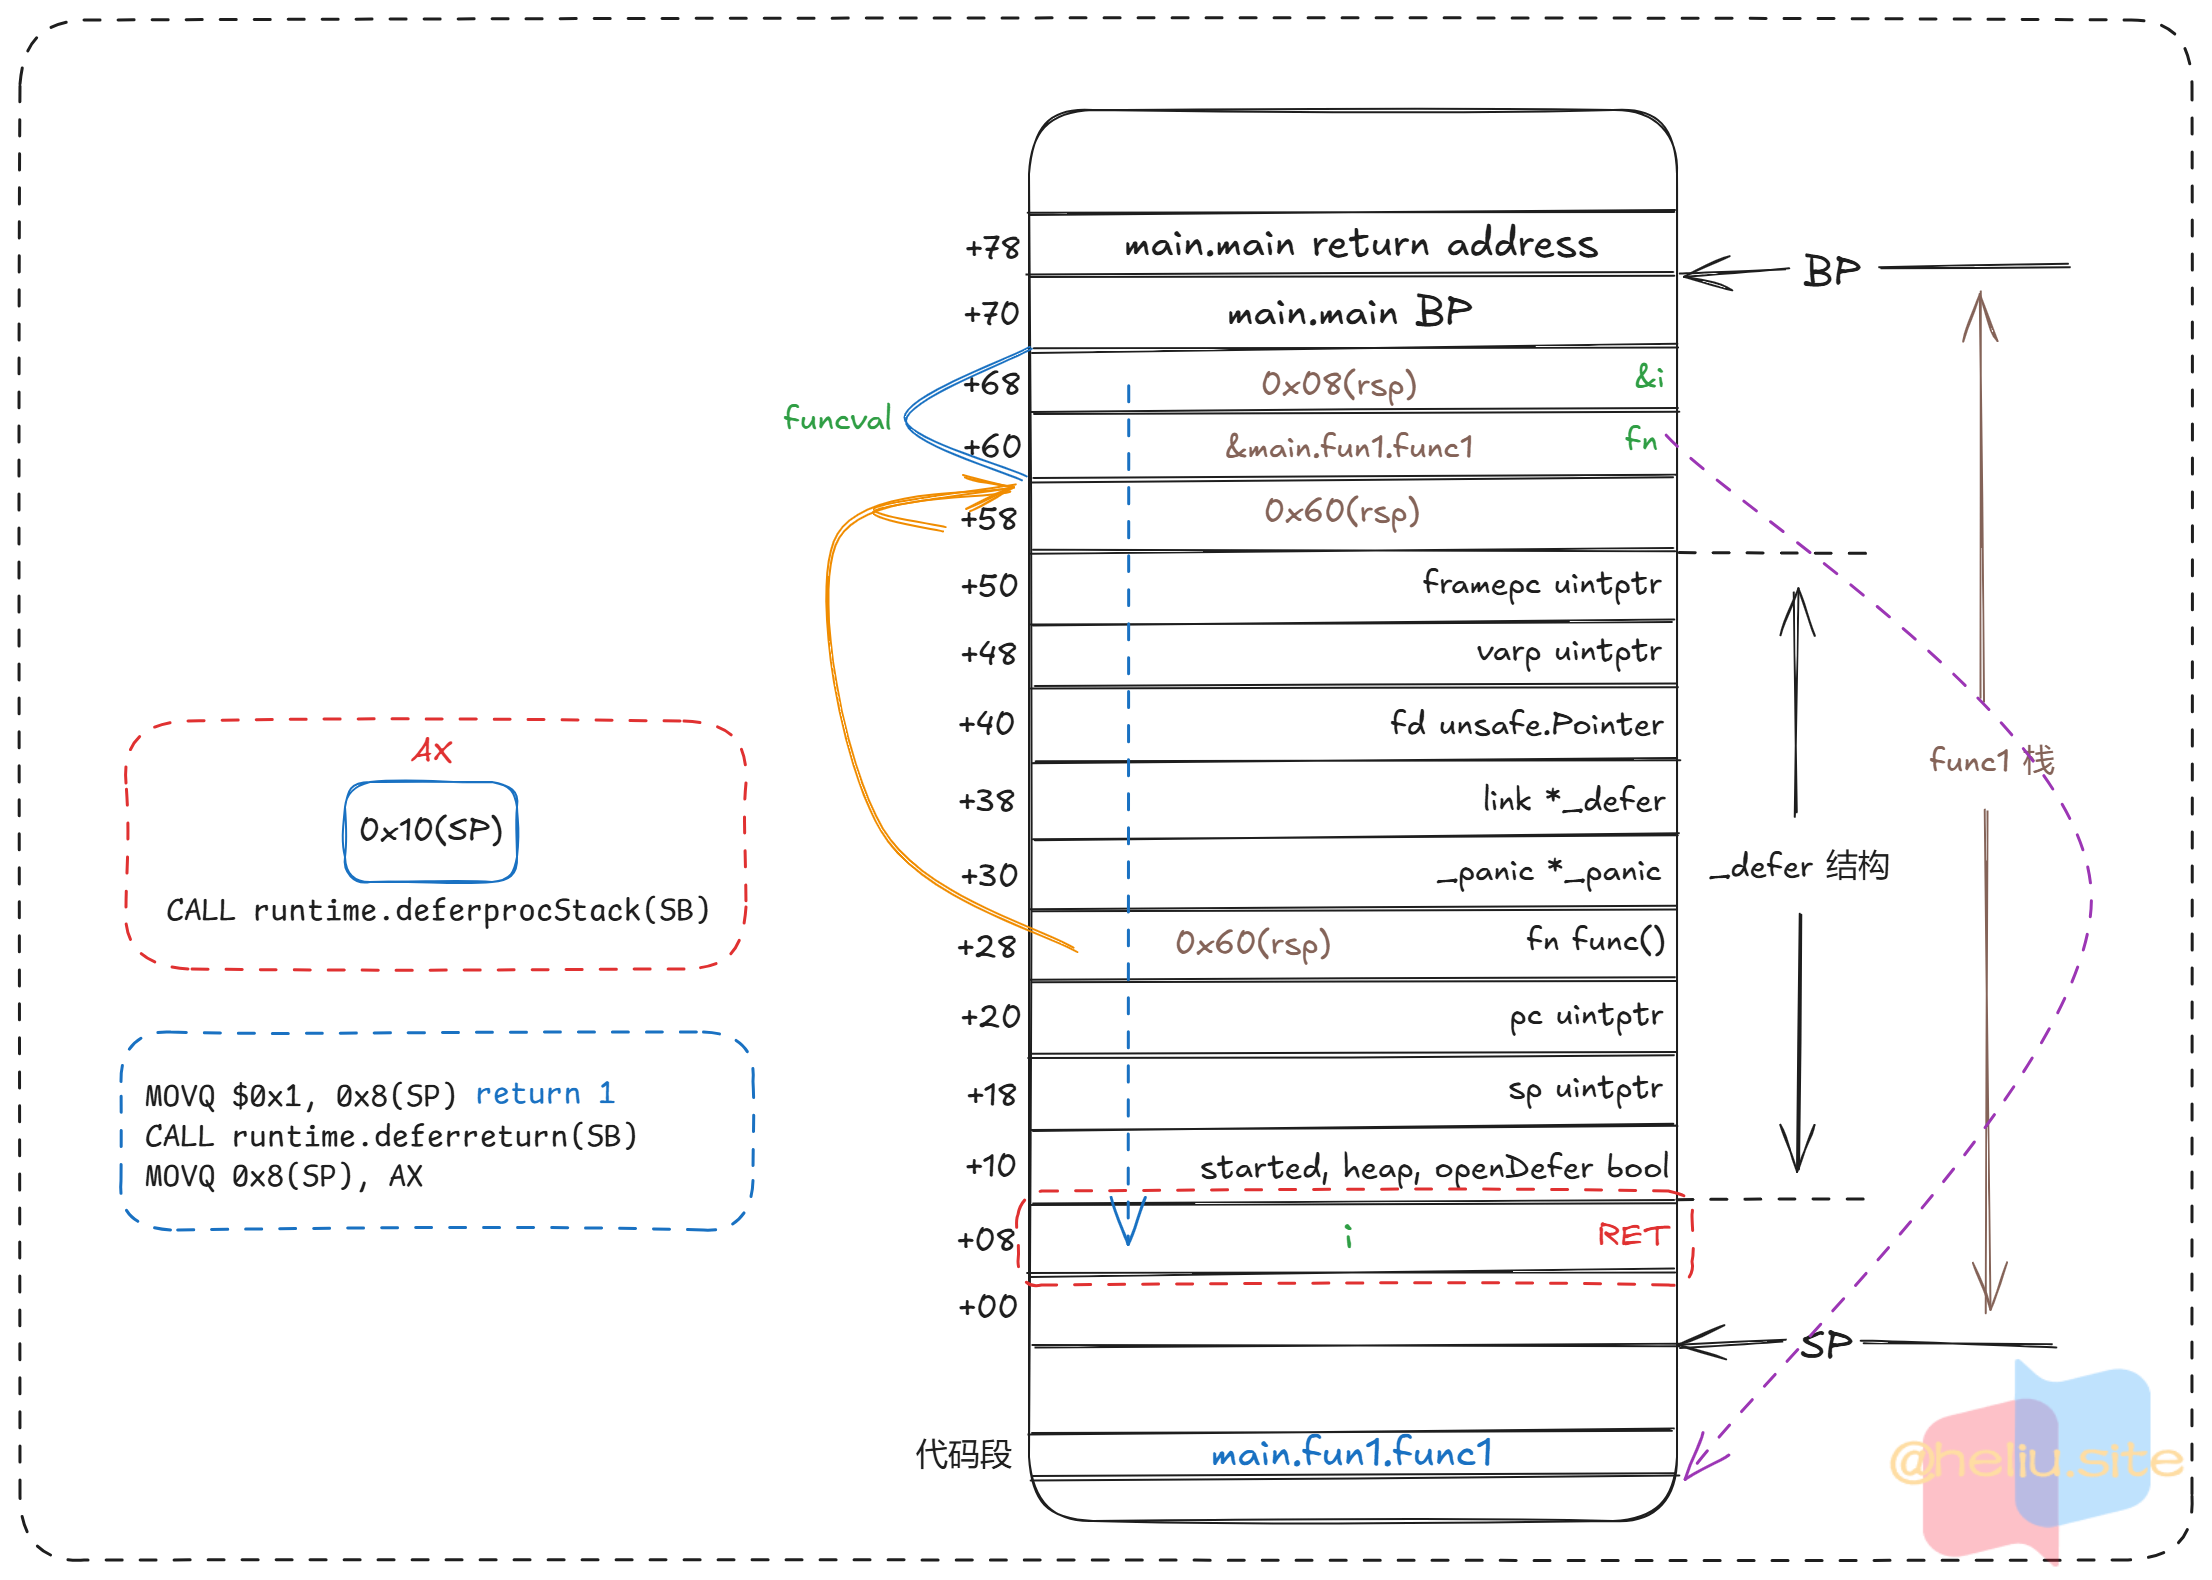 +78 main.main return address
BP
+70 main.main BP
+68 0x08(rsp) &i
funcval
+60 &main.fun1.func1 fn
+58 0x60(rsp)
+50 framepc uintptr
+48 varp uintptr
+40 fd unsafe.Pointer
func1 栈
+38 link *_defer
+30 _panic *_panic
_defer 结构
+28 0x60(rsp) fn func()
+20 pc uintptr
+18 sp uintptr
+10 started, heap, openDefer bool
+08 i RET
+00
SP
代码段 main.fun1.func1
AX
0x10(SP)
CALL runtime.deferprocStack(SB)
MOVQ $0x1, 0x8(SP) return 1
CALL runtime.deferreturn(SB)
MOVQ 0x8(SP), AX
@heliu.site